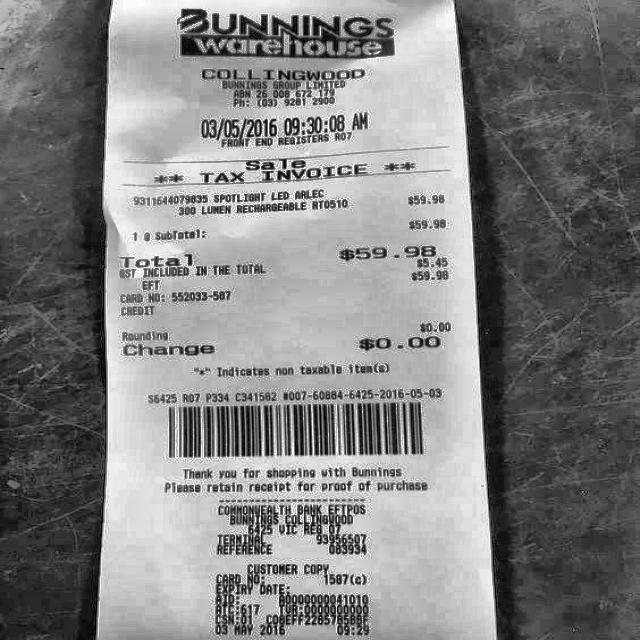 BUNNINGS
warehouse
COLLINGWOOD
BUNNINGS GROUP LIMITED
ABN 26 008 672 179
Ph: (03) 9281 2900
03/05/2016 09:30:08 AM
FRONT END REGISTERS R07
Sale
** TAX INVOICE **
9311644079835 SPOTLIGHT LED ARLEC $59.98
300 LUMEN RECHARGEABLE RT0510
1 @ SubTotal: $59.98
Total $59.98
GST INCLUDED IN THE TOTAL $5.45
EFT $59.98
CARD NO: 552033-587
CREDIT
Rounding $0.00
Change $0.00
"*" Indicates non taxable item(s)
S6425 R07 P334 C341582 #007-60884-6425-2016-05-03
Thank you for shopping with Bunnings
Please retain receipt for proof of purchase
COMMONWEALTH BANK EFTPOS
BUNNINGS COLLINGWOOD
6425 VIC REG 07
TERMINAL 93956507
REFERENCE 083934
CUSTOMER COPY
CARD NO: 1587(c)
EXPIRY DATE:
AID: A0000000041010
ATC:617 TVR:0000000000
CSN:01
03 MAY 2016 09:29